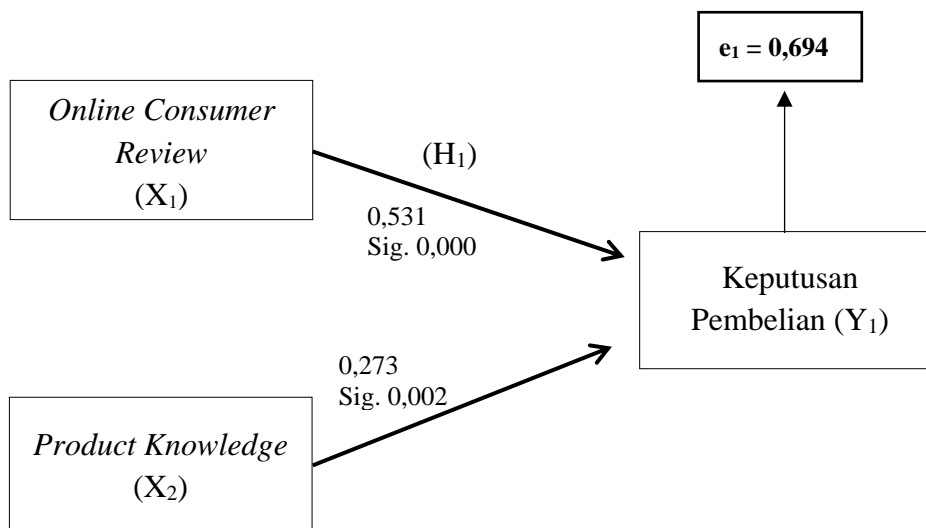 e₁ = 0,694
Online Consumer
Review
(X₁)
(H₁)
0,531
Sig. 0,000
Keputusan
Pembelian (Y₁)
0,273
Sig. 0,002
Product Knowledge
(X₂)